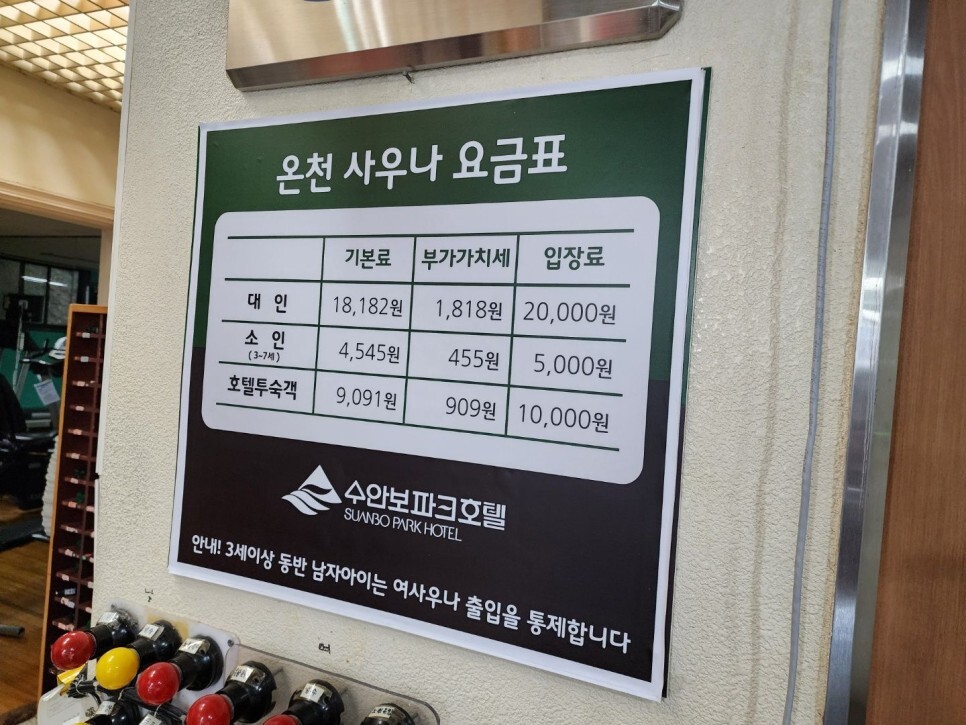 온천 사우나 요금표
기본료 부가가치세 입장료
대 인 18,182원 1,818원 20,000원
소 인 4,545원 455원 5,000원
(3~7세)
호텔투숙객 9,091원 909원 10,000원
수안보파크호텔
SUANBO PARK HOTEL
안내! 3세이상 동반 남자아이는 여사우나 출입을 통제합니다
남
여